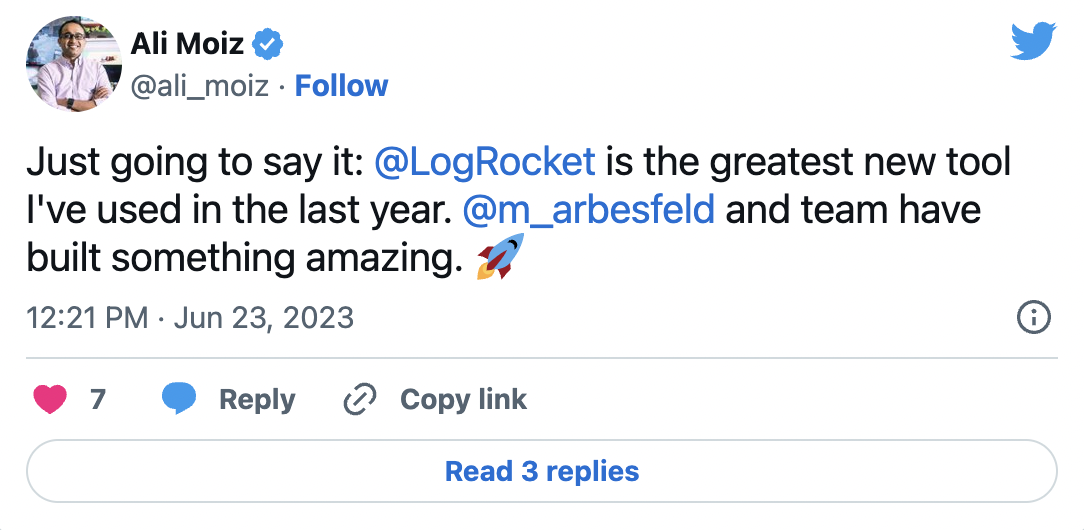 Ali Moiz
@ali_moiz · Follow
Just going to say it: @LogRocket is the greatest new tool
I've used in the last year. @m_arbesfeld and team have
built something amazing. 🚀
12:21 PM · Jun 23, 2023
7 Reply Copy link
Read 3 replies